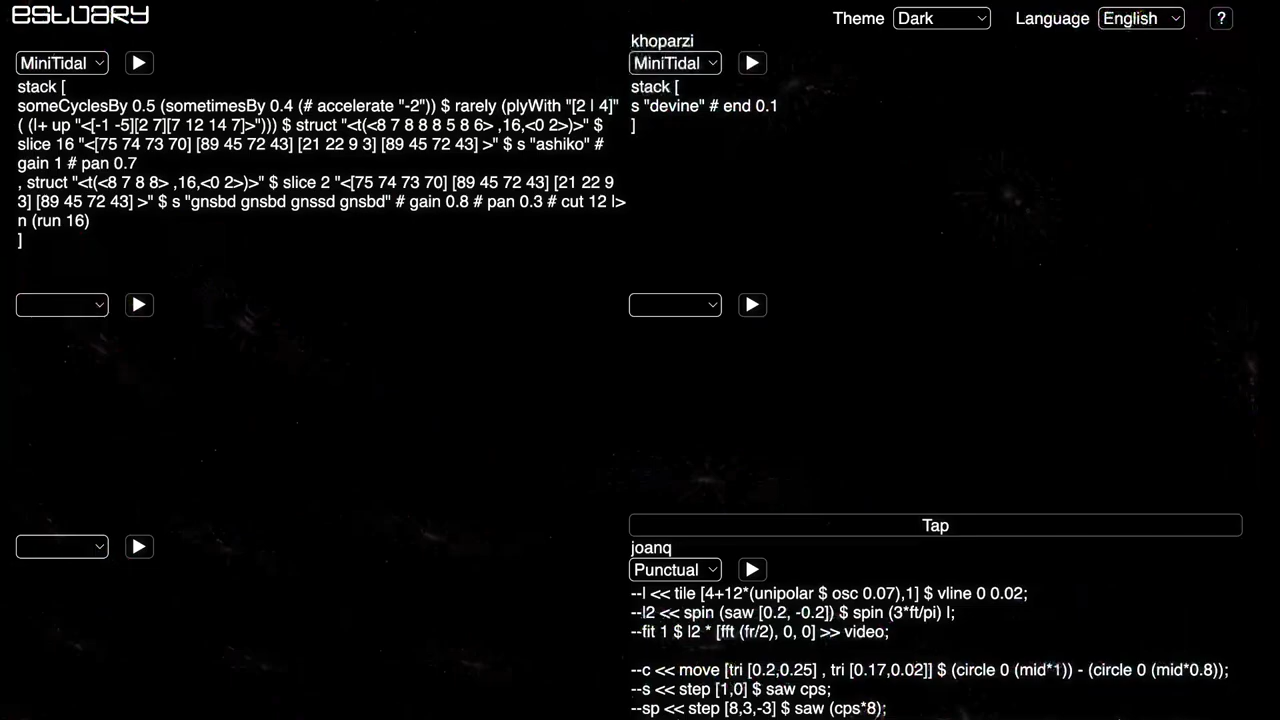 estuary
Theme Dark Language English ?
MiniTidal
stack [
someCyclesBy 0.5 (sometimesBy 0.4 (# accelerate "-2")) $ rarely (plyWith "[2 | 4]"
( (|+ up "<[-1 -5][2 7][7 12 14 7]>"))) $ struct "<t(<8 7 8 8 8 5 8 6> ,16,<0 2>)>" $
slice 16 "<[75 74 73 70] [89 45 72 43] [21 22 9 3] [89 45 72 43] >" $ s "ashiko" #
gain 1 # pan 0.7
, struct "<t(<8 7 8 8> ,16,<0 2>)>" $ slice 2 "<[75 74 73 70] [89 45 72 43] [21 22 9
3] [89 45 72 43] >" $ s "gnsbd gnsbd gnssd gnsbd" # gain 0.8 # pan 0.3 # cut 12 |>
n (run 16)
]
khoparzi
MiniTidal
stack [
s "devine" # end 0.1
]
Tap
joanq
Punctual
--l << tile [4+12*(unipolar $ osc 0.07),1] $ vline 0 0.02;
--l2 << spin (saw [0.2, -0.2]) $ spin (3*ft/pi) l;
--fit 1 $ l2 * [fft (fr/2), 0, 0] >> video;
--c << move [tri [0.2,0.25] , tri [0.17,0.02]] $ (circle 0 (mid*1)) - (circle 0 (mid*0.8));
--s << step [1,0] $ saw cps;
--sp << step [8,3,-3] $ saw (cps*8);